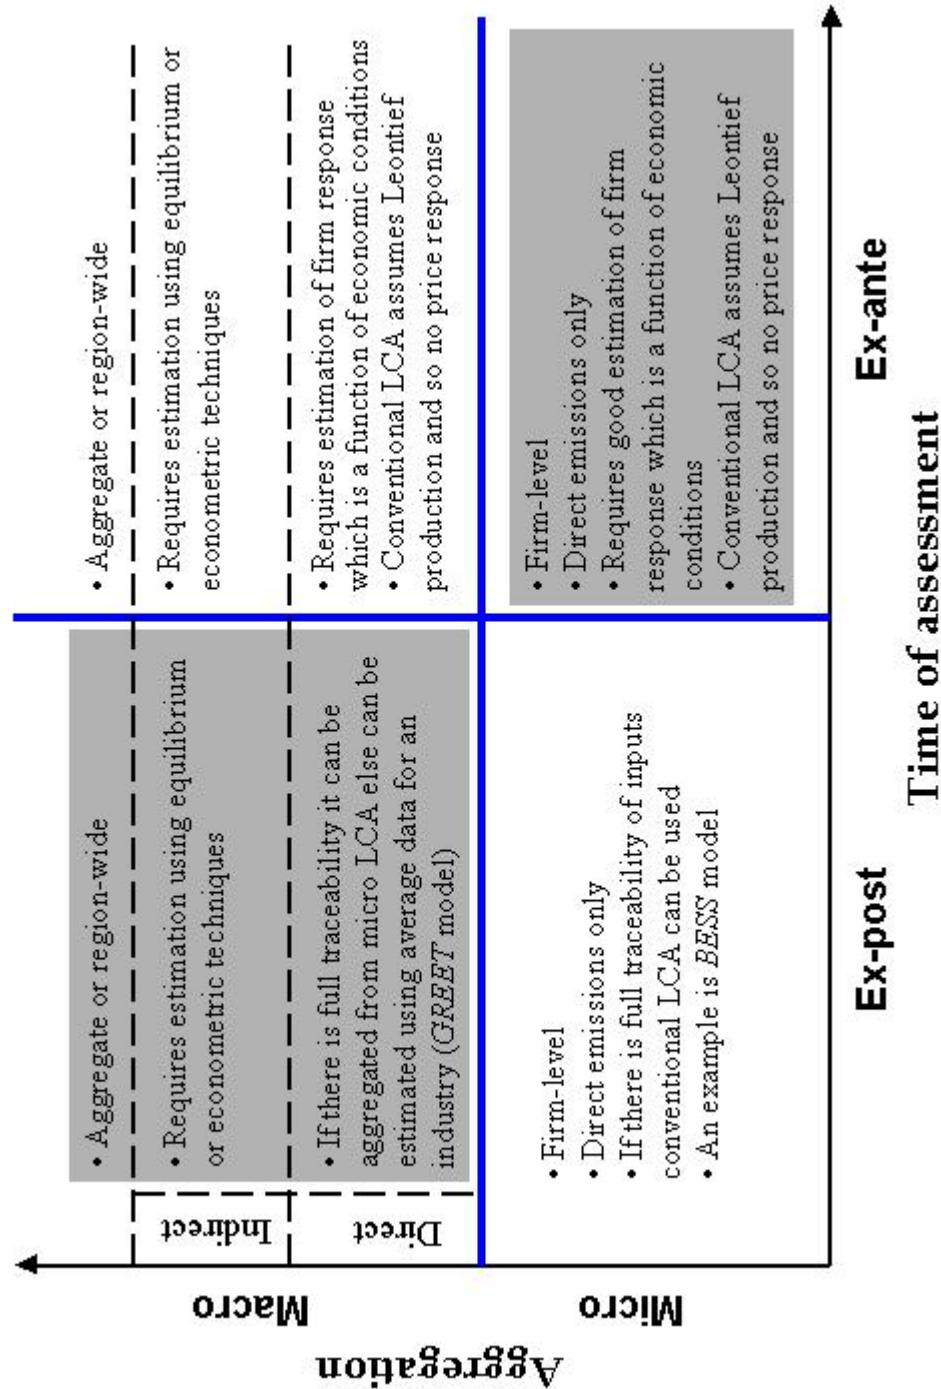 Aggregation
Macro
Micro
Indirect
Direct
• Aggregate or region-wide
• Requires estimation using equilibrium
or econometric techniques
• If there is full traceability it can be
aggregated from micro LCA else can be
estimated using average data for an
industry (GREET model)
• Aggregate or region-wide
• Requires estimation using equilibrium or
econometric techniques
• Requires estimation of firm response
which is a function of economic conditions
• Conventional LCA assumes Leontief
production and so no price response
• Firm-level
• Direct emissions only
• If there is full traceability of inputs
conventional LCA can be used
• An example is BESS model
• Firm-level
• Direct emissions only
• Requires good estimation of firm
response which is a function of economic
conditions
• Conventional LCA assumes Leontief
production and so no price response
Ex-post
Ex-ante
Time of assessment